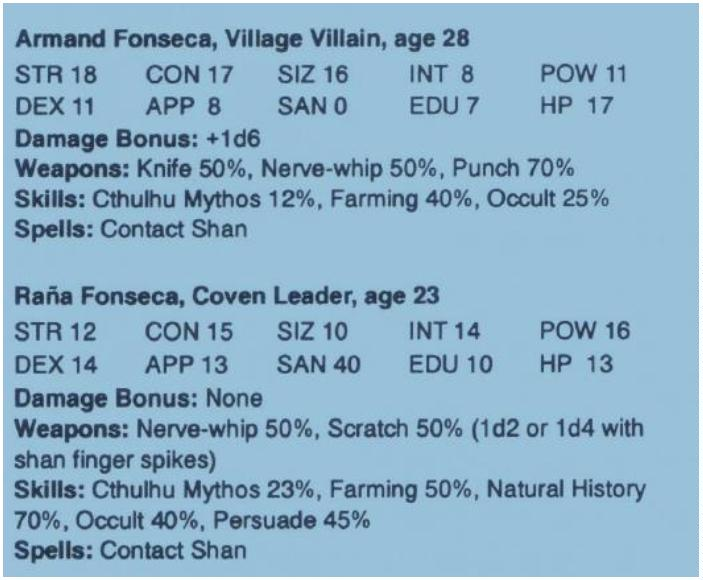 Armand Fonseca, Village Villain, age 28
STR 18 CON 17 SIZ 16 INT 8 POW 11
DEX 11 APP 8 SAN 0 EDU 7 HP 17
Damage Bonus: +1d6
Weapons: Knife 50%, Nerve-whip 50%, Punch 70%
Skills: Cthulhu Mythos 12%, Farming 40%, Occult 25%
Spells: Contact Shan
Raña Fonseca, Coven Leader, age 23
STR 12 CON 15 SIZ 10 INT 14 POW 16
DEX 14 APP 13 SAN 40 EDU 10 HP 13
Damage Bonus: None
Weapons: Nerve-whip 50%, Scratch 50% (1d2 or 1d4 with
shan finger spikes)
Skills: Cthulhu Mythos 23%, Farming 50%, Natural History
70%, Occult 40%, Persuade 45%
Spells: Contact Shan